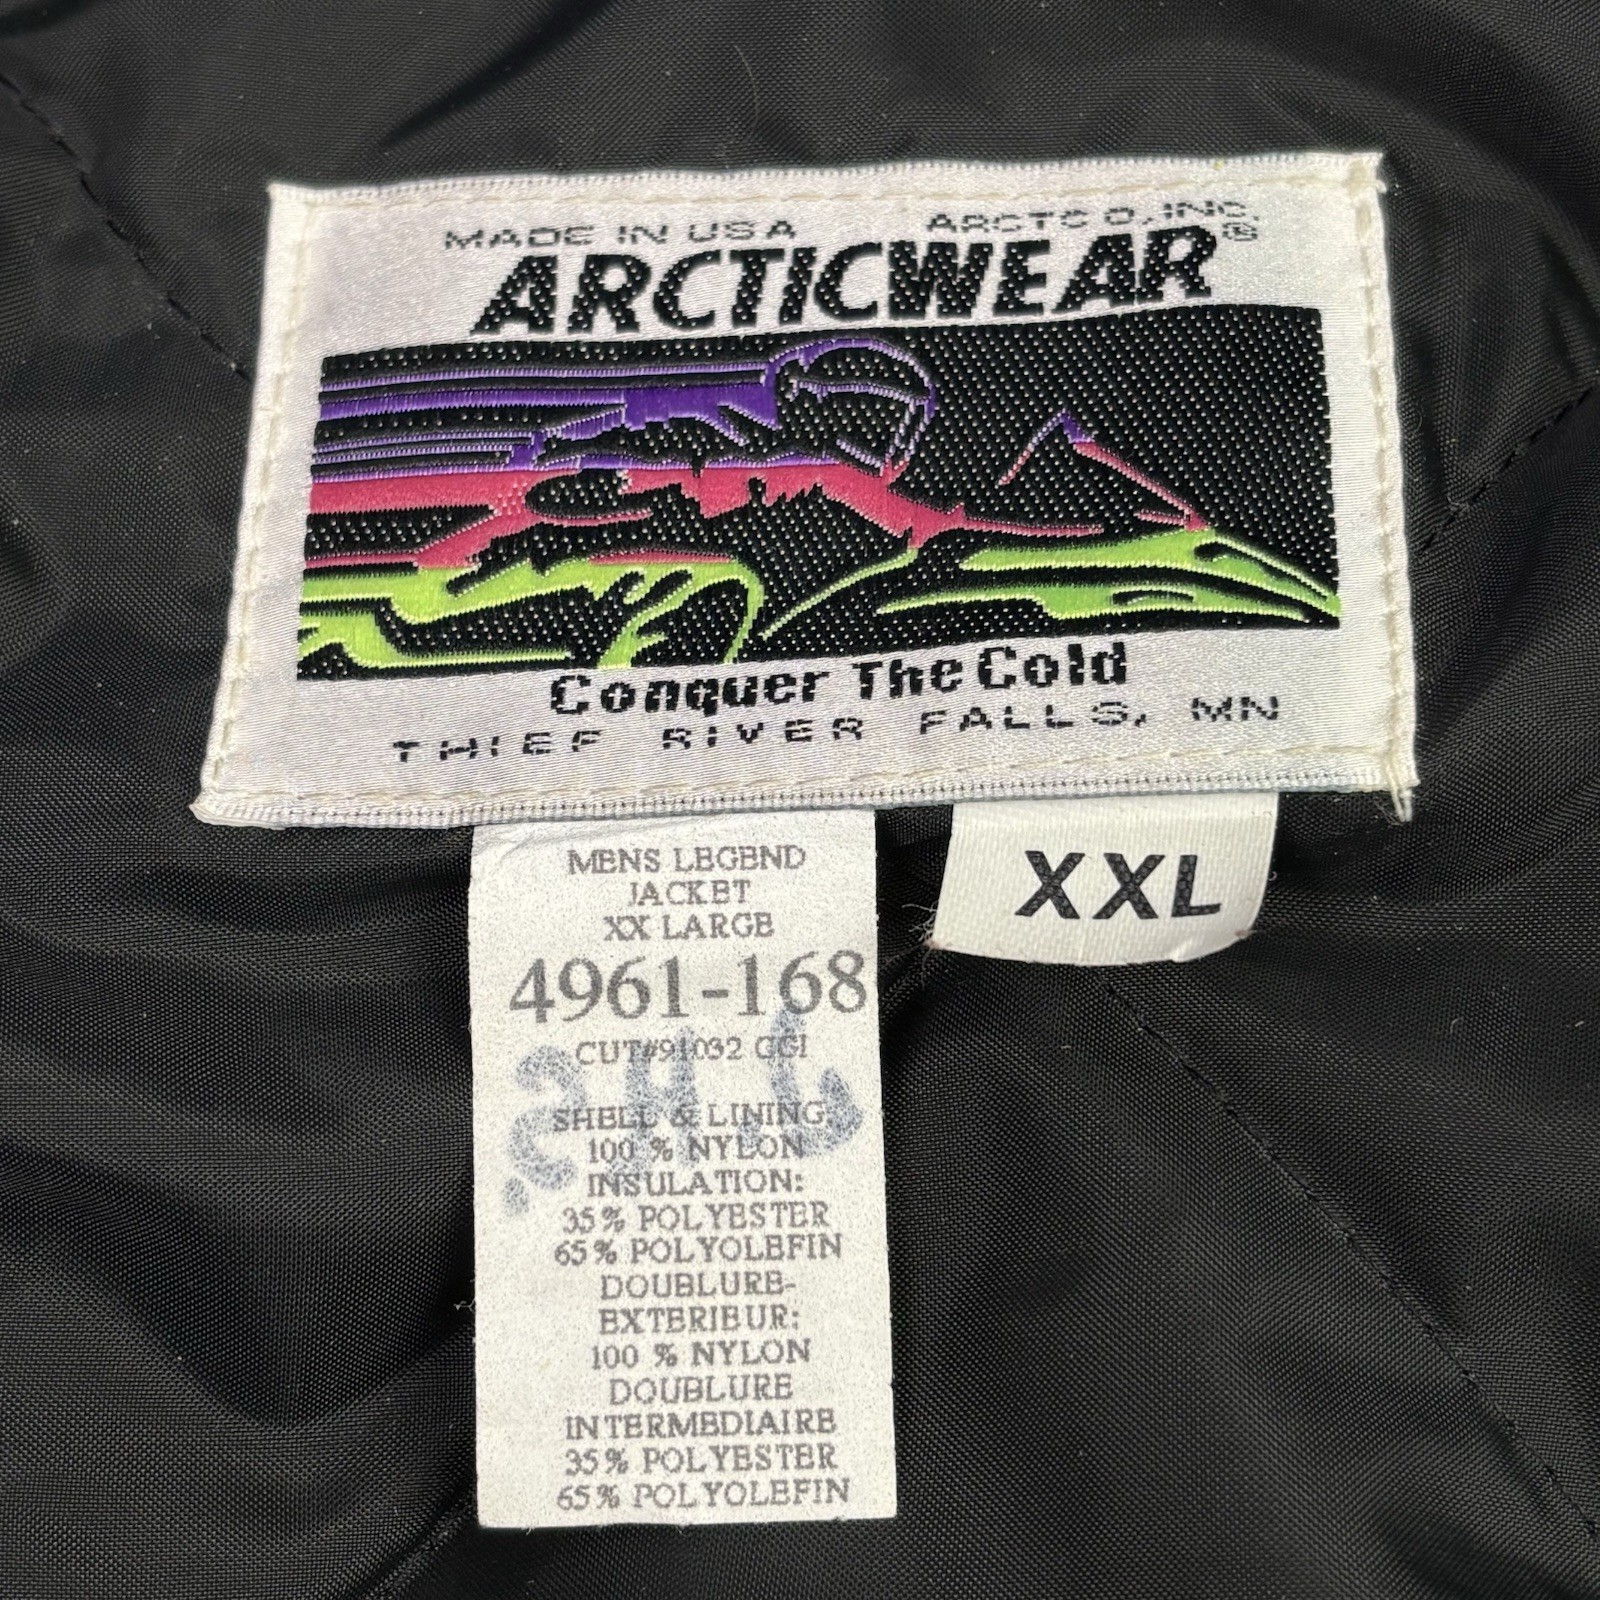 MADE IN USA ARCTCO, INC.
ARCTICWEAR®
Conquer The Cold
THIEF RIVER FALLS, MN
XXL
MENS LEGEND
JACKET
XX LARGE
4961-168
CUT#91032 GGI
SHELL & LINING:
100 % NYLON
INSULATION:
35% POLYESTER
65% POLYOLEFIN
DOUBLURE-
EXTERIEUR:
100 % NYLON
DOUBLURE
INTERMEDIAIRE
35% POLYESTER
65% POLYOLEFIN